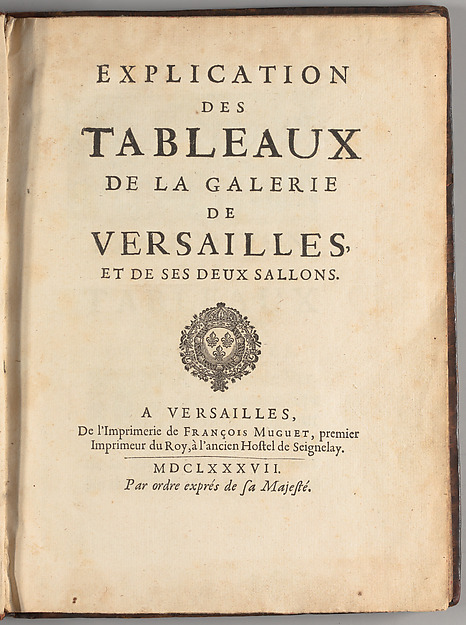 EXPLICATION
DES
TABLEAUX
DE LA GALERIE
DE
VERSAILLES,
ET DE SES DEUX SALLONS.
A VERSAILLES,
De l'Imprimerie de FRANÇOIS MUGUET, premier
Imprimeur du Roy, à l'ancien Hoſtel de Seignelay.
MDCLXXXVII.
Par ordre exprés de ſa Majeſté.